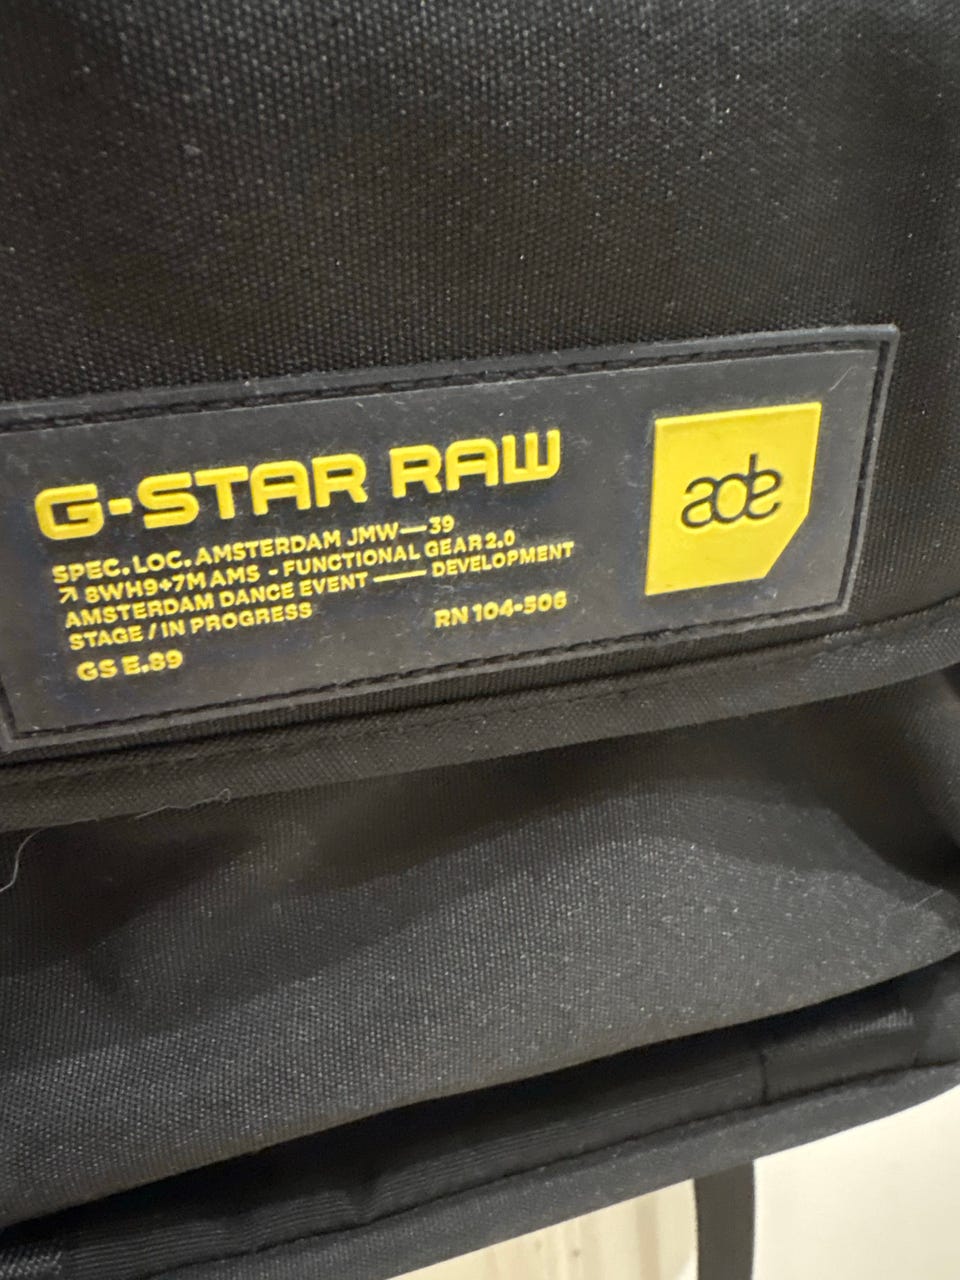 G-STAR RAW
SPEC. LOC. AMSTERDAM JMW—39
↗ 8WH9+7M AMS - FUNCTIONAL GEAR 2.0
AMSTERDAM DANCE EVENT —— DEVELOPMENT
STAGE / IN PROGRESS
RN 104-506
GS E.89
ade